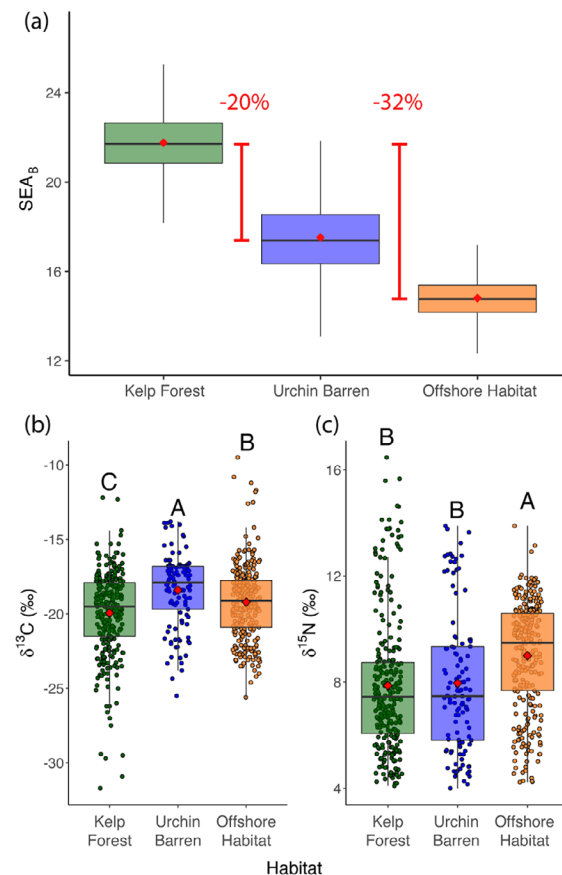 (a)
-20%
-32%
24
20
16
12
SEA_B
Kelp Forest
Urchin Barren
Offshore Habitat
(b)
(c)
-10
-15
-20
-25
-30
δ¹³C (‰)
C
A
B
Kelp
Forest
Urchin
Barren
Offshore
Habitat
16
12
8
4
δ¹⁵N (‰)
B
B
A
Kelp
Forest
Urchin
Barren
Offshore
Habitat
Habitat